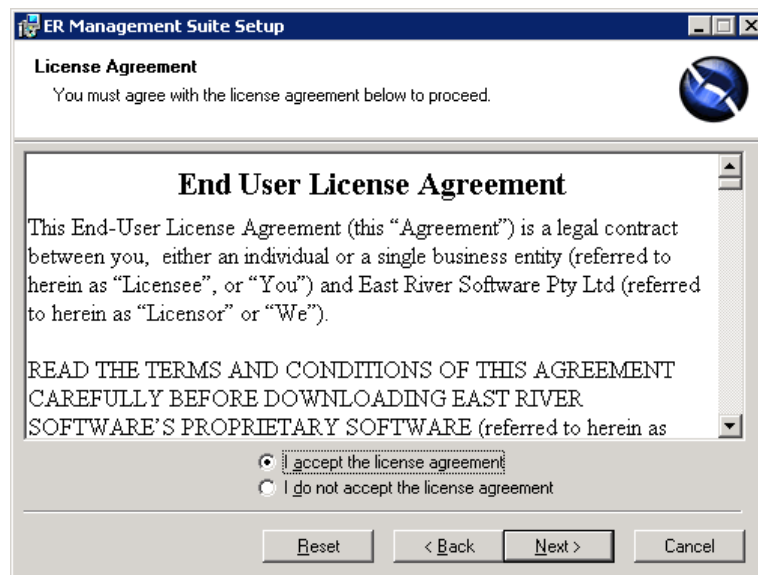 ER Management Suite Setup
License Agreement
You must agree with the license agreement below to proceed.
End User License Agreement
This End-User License Agreement (this “Agreement”) is a legal contract
between you,  either an individual or a single business entity (referred to
herein as “Licensee”, or “You”) and East River Software Pty Ltd (referred
to herein as “Licensor” or “We”).
READ THE TERMS AND CONDITIONS OF THIS AGREEMENT
CAREFULLY BEFORE DOWNLOADING EAST RIVER
SOFTWARE’S PROPRIETARY SOFTWARE (referred to herein as
I accept the license agreement
I do not accept the license agreement
Reset < Back Next > Cancel